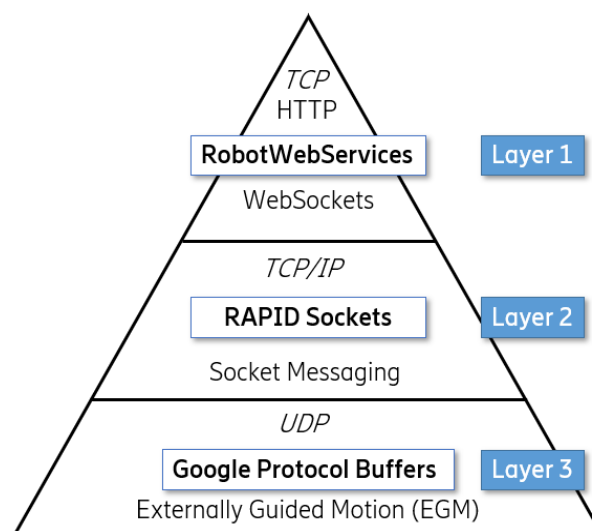 TCP
HTTP
RobotWebServices
Layer 1
WebSockets
TCP/IP
RAPID Sockets
Layer 2
Socket Messaging
UDP
Google Protocol Buffers
Layer 3
Externally Guided Motion (EGM)